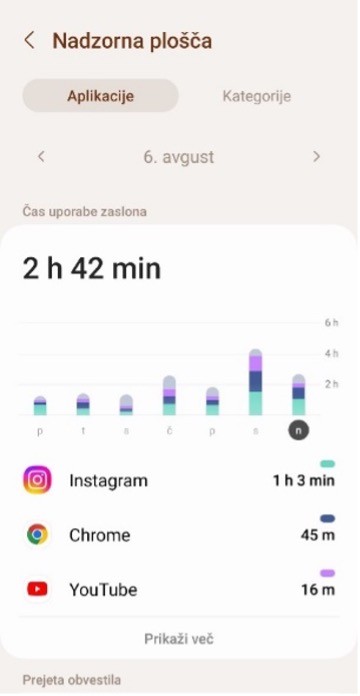 Nadzorna plošča
Aplikacije Kategorije
6. avgust
Čas uporabe zaslona
2 h 42 min
6 h
4 h
2 h
p t s č p s n
Instagram 1 h 3 min
Chrome 45 m
YouTube 16 m
Prikaži več
Prejeta obvestila